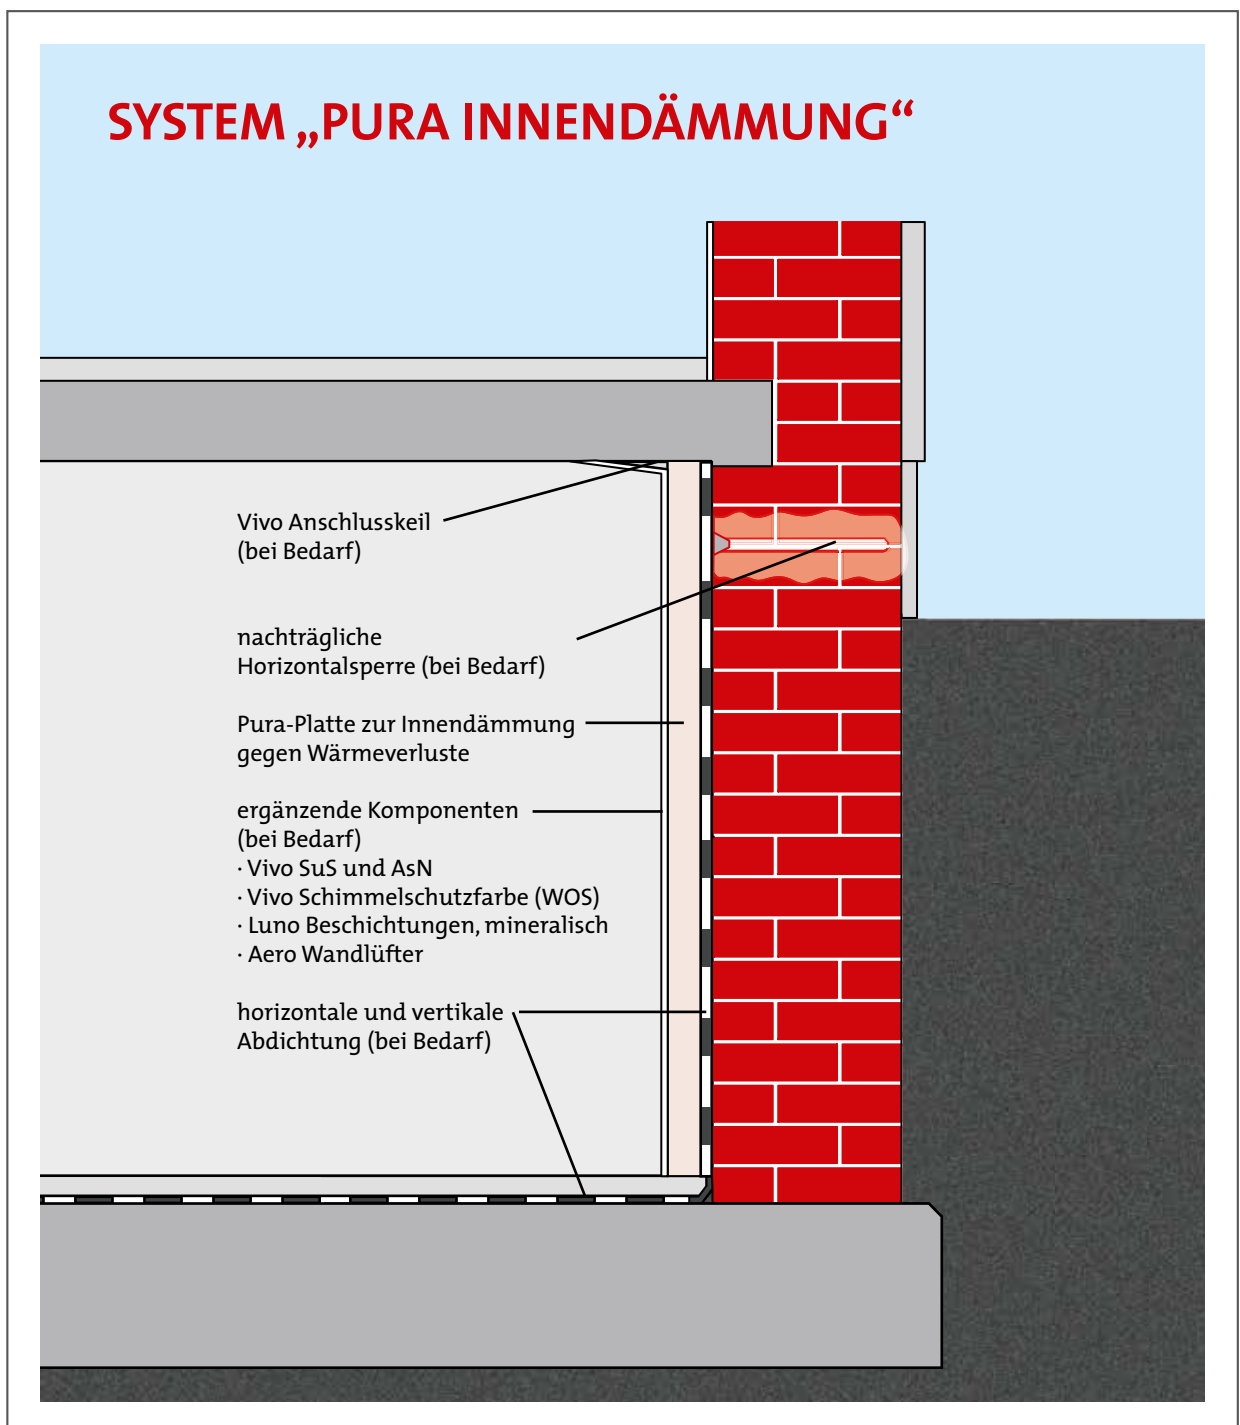 SYSTEM „PURA INNENDÄMMUNG“
Vivo Anschlusskeil
(bei Bedarf)
nachträgliche
Horizontalsperre (bei Bedarf)
Pura-Platte zur Innendämmung
gegen Wärmeverluste
ergänzende Komponenten
(bei Bedarf)
· Vivo SuS und AsN
· Vivo Schimmelschutzfarbe (WOS)
· Luno Beschichtungen, mineralisch
· Aero Wandlüfter
horizontale und vertikale
Abdichtung (bei Bedarf)